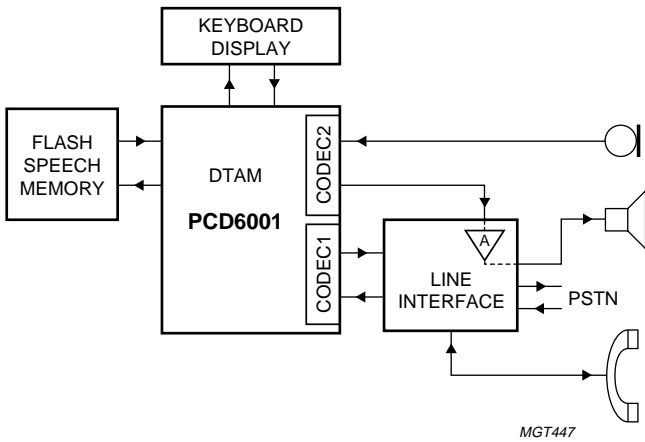 KEYBOARD
DISPLAY
FLASH
SPEECH
MEMORY
DTAM
PCD6001
CODEC2
CODEC1
A
LINE
INTERFACE
PSTN
MGT447